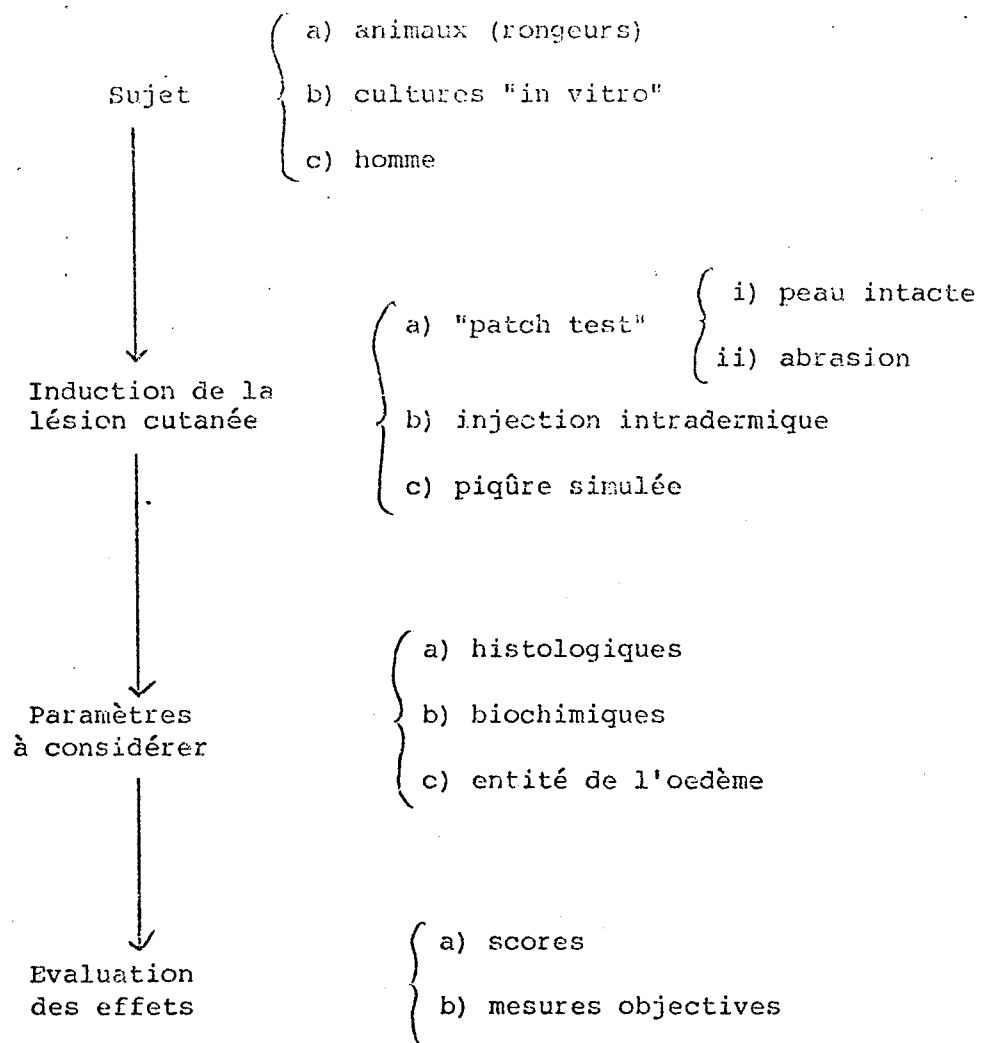 a) animaux (rongeurs)
Sujet
b) cultures "in vitro"
c) homme
i) peau intacte
a) "patch test"
ii) abrasion
Induction de la
lésion cutanée
b) injection intradermique
c) piqûre simulée
a) histologiques
Paramètres
à considérer
b) biochimiques
c) entité de l'oedème
a) scores
Evaluation
des effets
b) mesures objectives